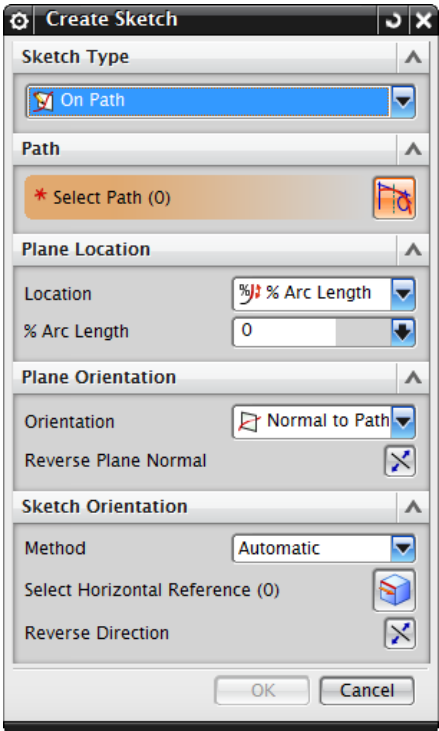 Create Sketch
Sketch Type
On Path
Path
* Select Path (0)
Plane Location
Location % Arc Length
% Arc Length 0
Plane Orientation
Orientation Normal to Path
Reverse Plane Normal
Sketch Orientation
Method Automatic
Select Horizontal Reference (0)
Reverse Direction
OK Cancel